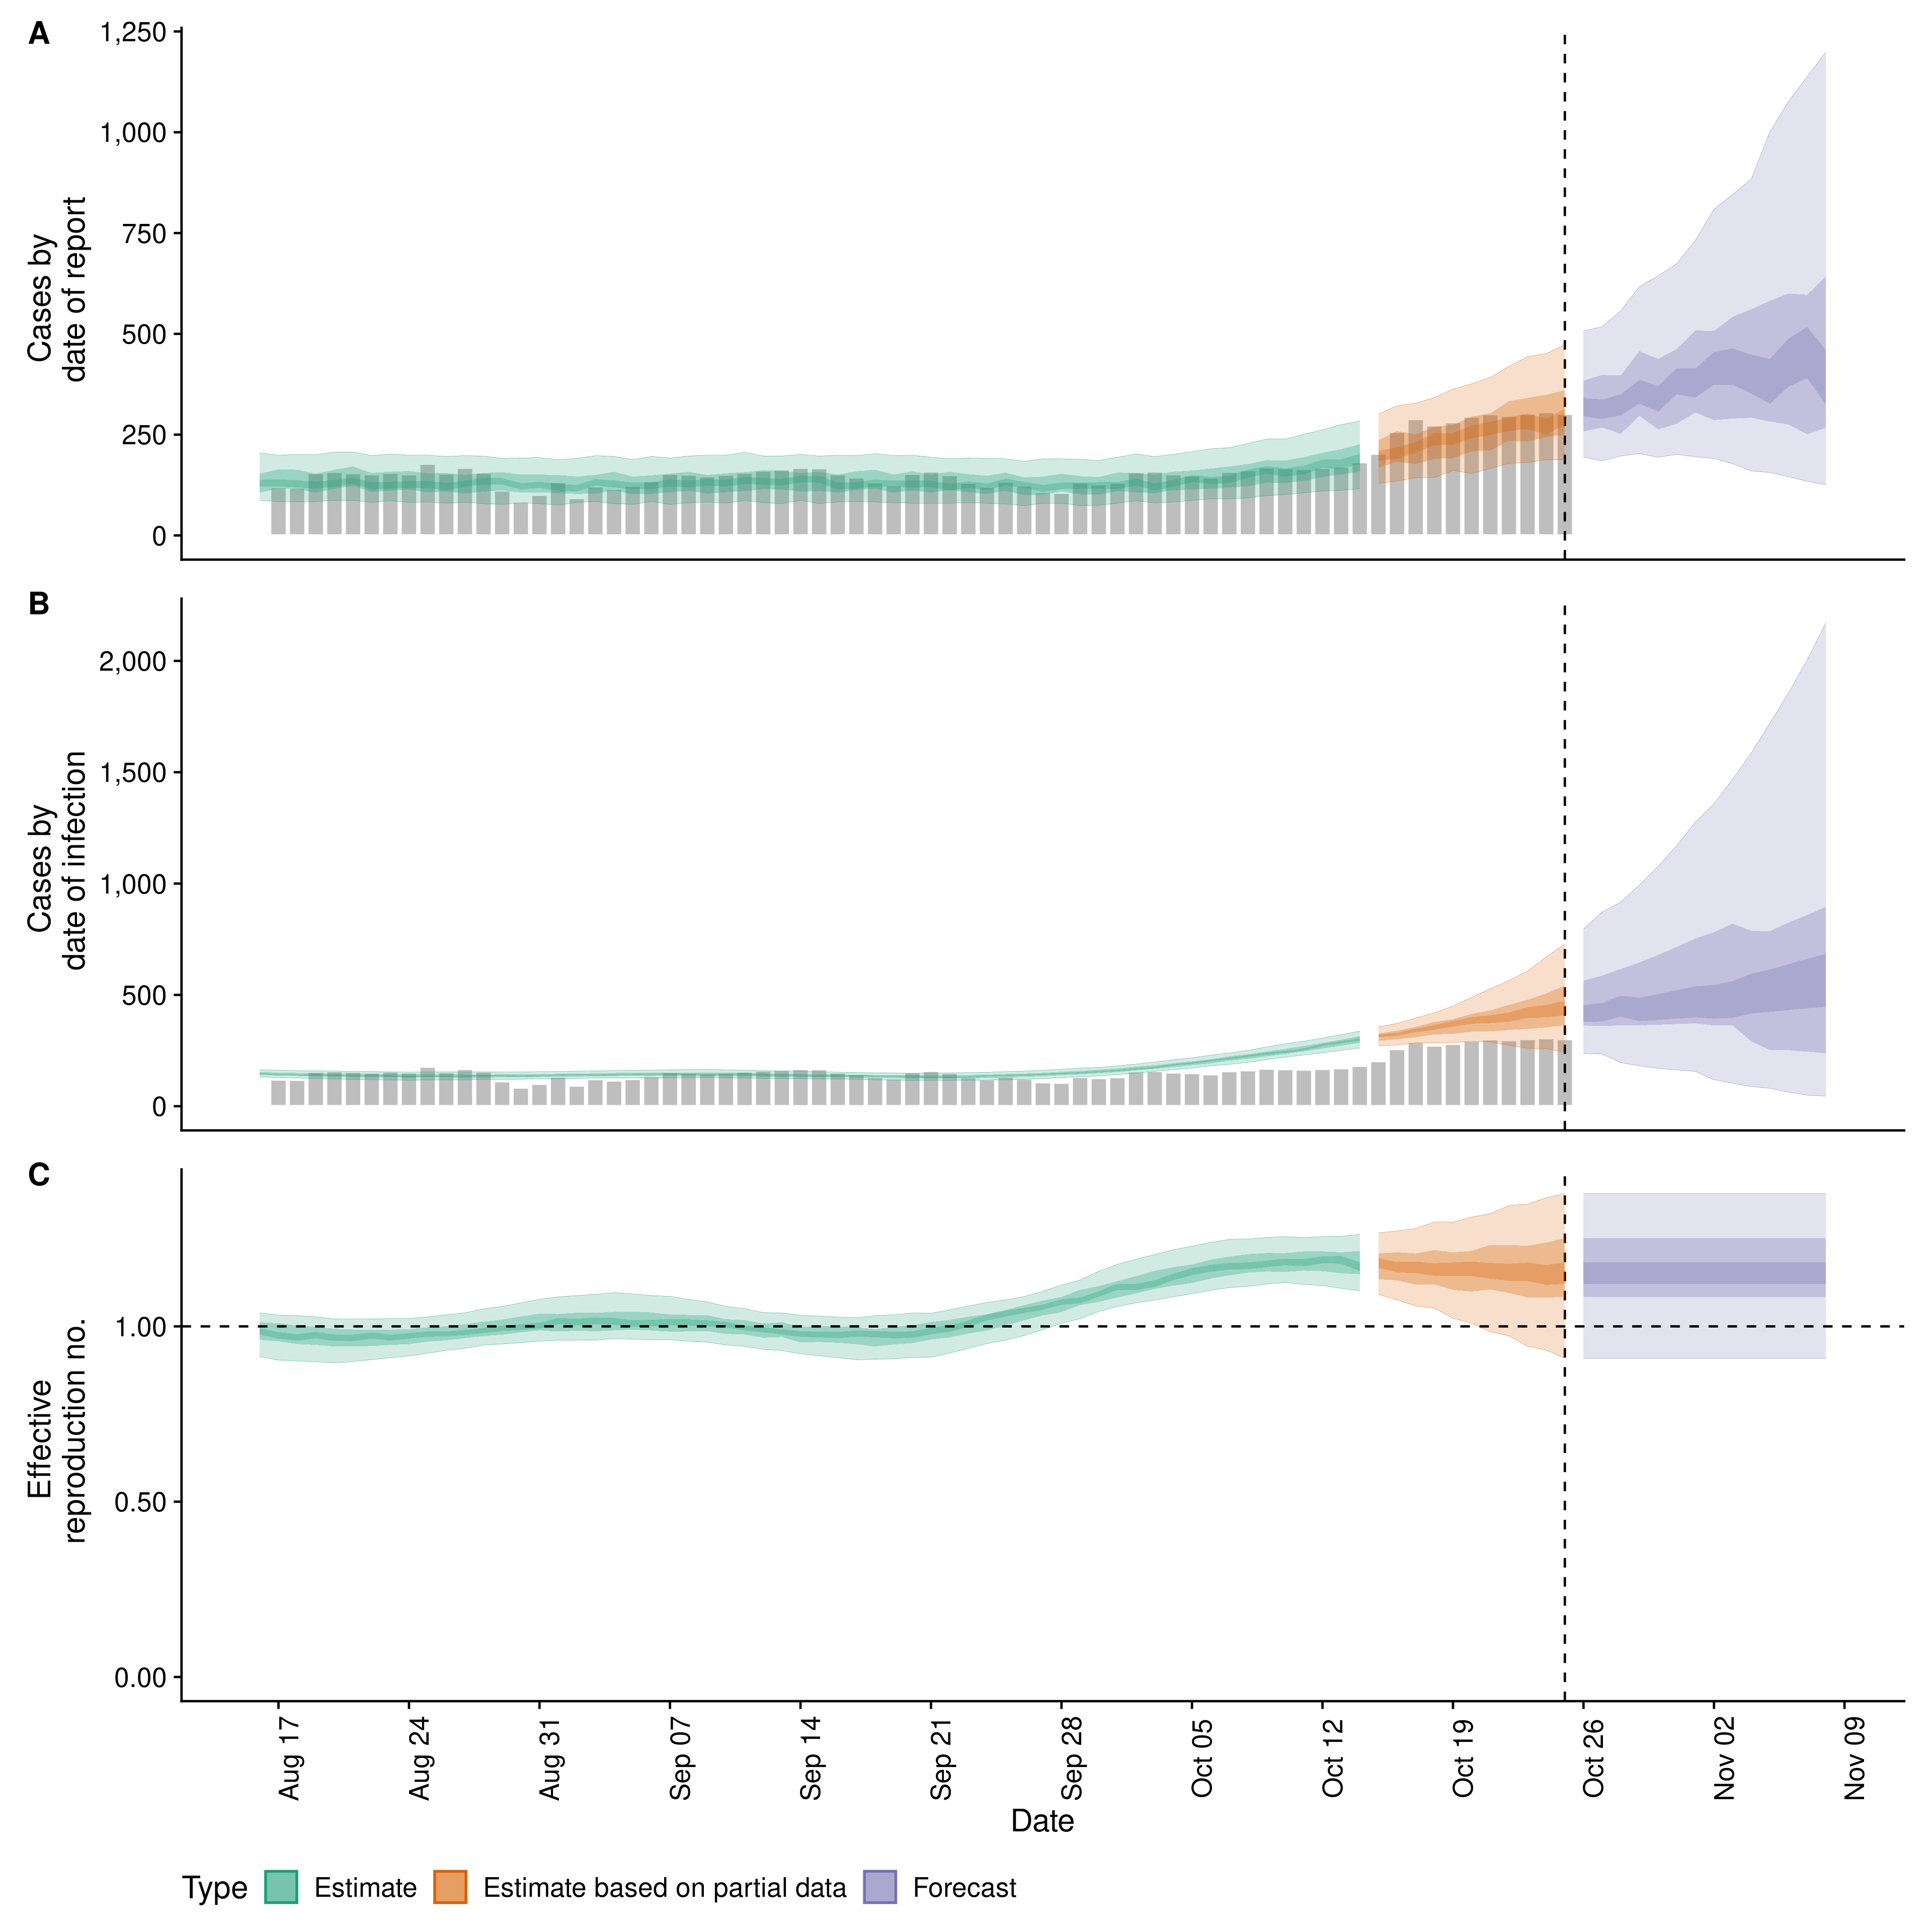 A
1,250
1,000
750
500
250
0
Cases by
date of report
B
2,000
1,500
1,000
500
0
Cases by
date of infection
C
1.00
0.50
0.00
Effective
reproduction no.
Aug 17
Aug 24
Aug 31
Sep 07
Sep 14
Sep 21
Sep 28
Oct 05
Oct 12
Oct 19
Oct 26
Nov 02
Nov 09
Date
Type Estimate Estimate based on partial data Forecast